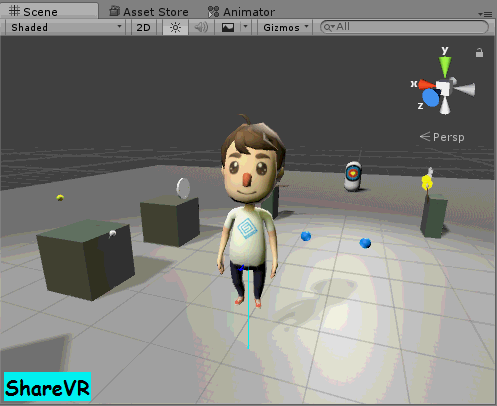 Scene Asset Store Animator
Shaded 2D Gizmos All
y
x
z
Persp
ShareVR